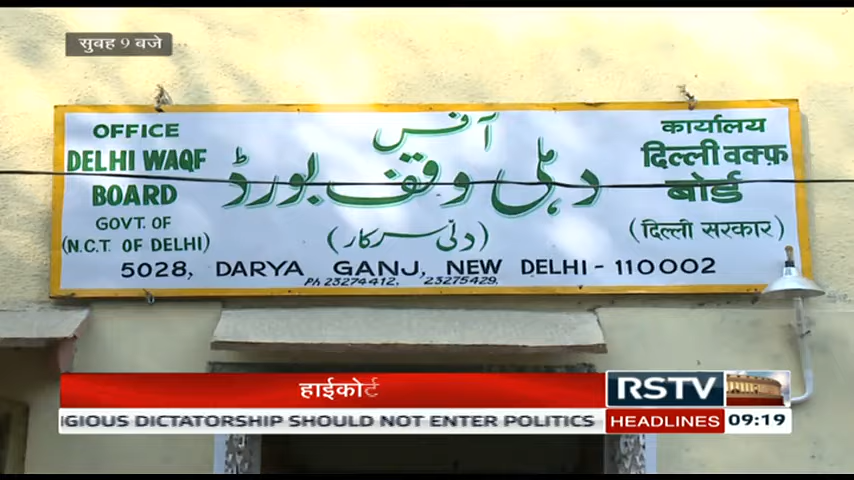 सुबह 9 बजे
OFFICE
DELHI WAQF
BOARD
GOVT. OF
(N.C.T. OF DELHI)
آفس
دہلی وقف بورڈ
(دلّی سرکار)
कार्यालय
दिल्ली वक्फ़
बोर्ड
(दिल्ली सरकार)
5028, DARYA GANJ, NEW DELHI - 110002
Ph 23274412, 23275429.
हाईकोर्ट
RSTV
IGIOUS DICTATORSHIP SHOULD NOT ENTER POLITICS
HEADLINES
09:19